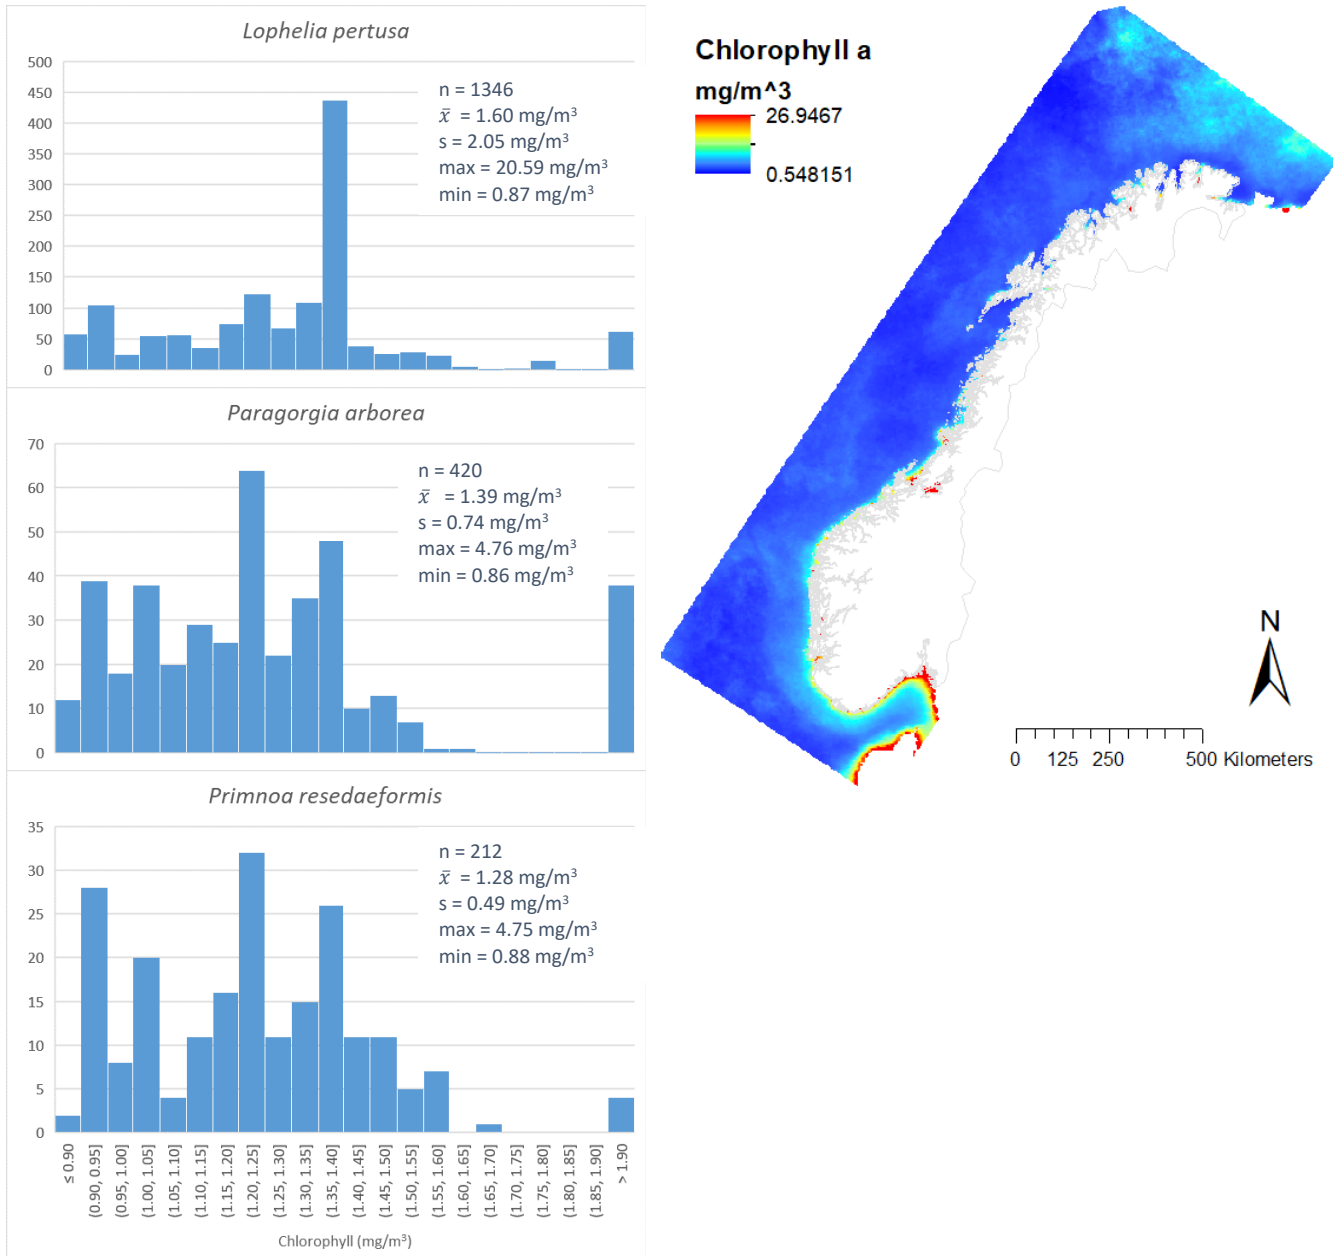 Lophelia pertusa
500
450
400
350
300
250
200
150
100
50
0
n = 1346
x̄ = 1.60 mg/m³
s = 2.05 mg/m³
max = 20.59 mg/m³
min = 0.87 mg/m³
Paragorgia arborea
70
60
50
40
30
20
10
0
n = 420
x̄ = 1.39 mg/m³
s = 0.74 mg/m³
max = 4.76 mg/m³
min = 0.86 mg/m³
Primnoa resedaeformis
35
30
25
20
15
10
5
0
n = 212
x̄ = 1.28 mg/m³
s = 0.49 mg/m³
max = 4.75 mg/m³
min = 0.88 mg/m³
≤ 0.90
(0.90, 0.95]
(0.95, 1.00]
(1.00, 1.05]
(1.05, 1.10]
(1.10, 1.15]
(1.15, 1.20]
(1.20, 1.25]
(1.25, 1.30]
(1.30, 1.35]
(1.35, 1.40]
(1.40, 1.45]
(1.45, 1.50]
(1.50, 1.55]
(1.55, 1.60]
(1.60, 1.65]
(1.65, 1.70]
(1.70, 1.75]
(1.75, 1.80]
(1.80, 1.85]
(1.85, 1.90]
> 1.90
Chlorophyll (mg/m³)
Chlorophyll a
mg/m^3
26.9467
0.548151
N
0 125 250 500 Kilometers